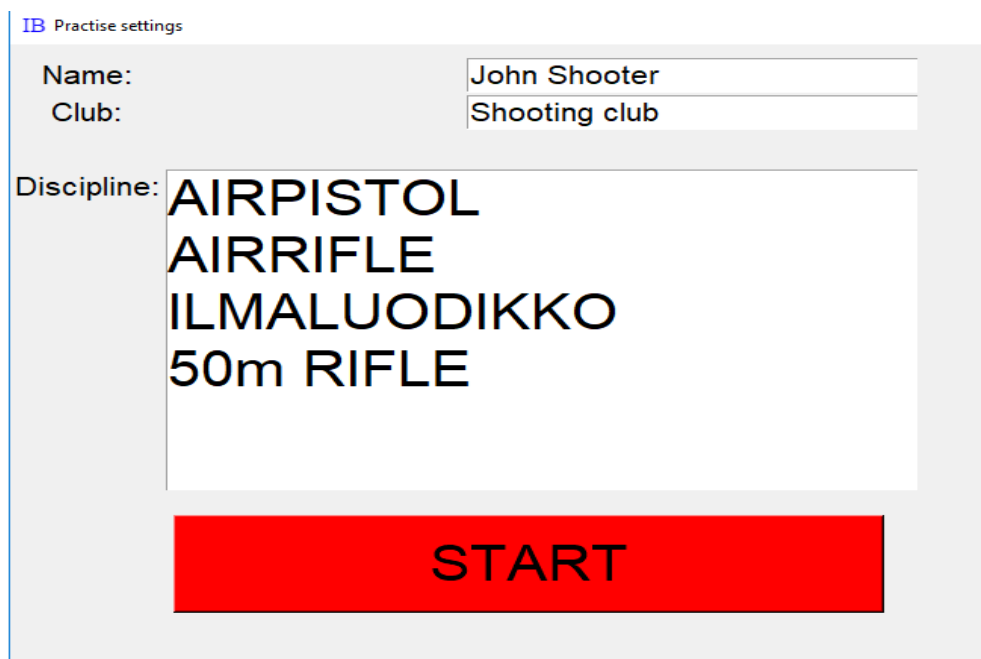 IB Practise settings
Name: John Shooter
Club: Shooting club
Discipline: AIRPISTOL
AIRRIFLE
ILMALUODIKKO
50m RIFLE
START